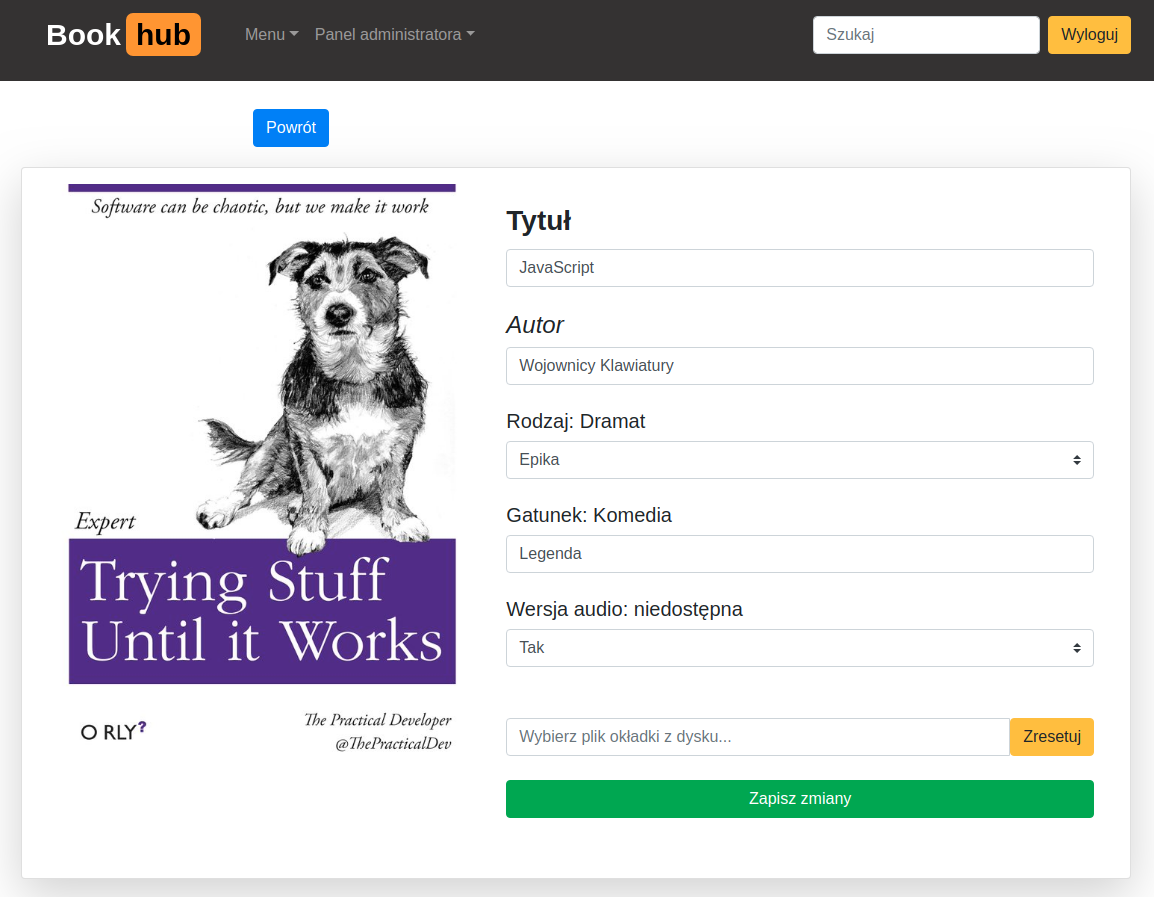 Book hub
Menu
Panel administratora
Szukaj
Wyloguj
Powrót
Software can be chaotic, but we make it work
Expert
Trying Stuff
Until it Works
O RLY?
The Practical Developer
@ThePracticalDev
Tytuł
JavaScript
Autor
Wojownicy Klawiatury
Rodzaj: Dramat
Epika
Gatunek: Komedia
Legenda
Wersja audio: niedostępna
Tak
Wybierz plik okładki z dysku...
Zresetuj
Zapisz zmiany